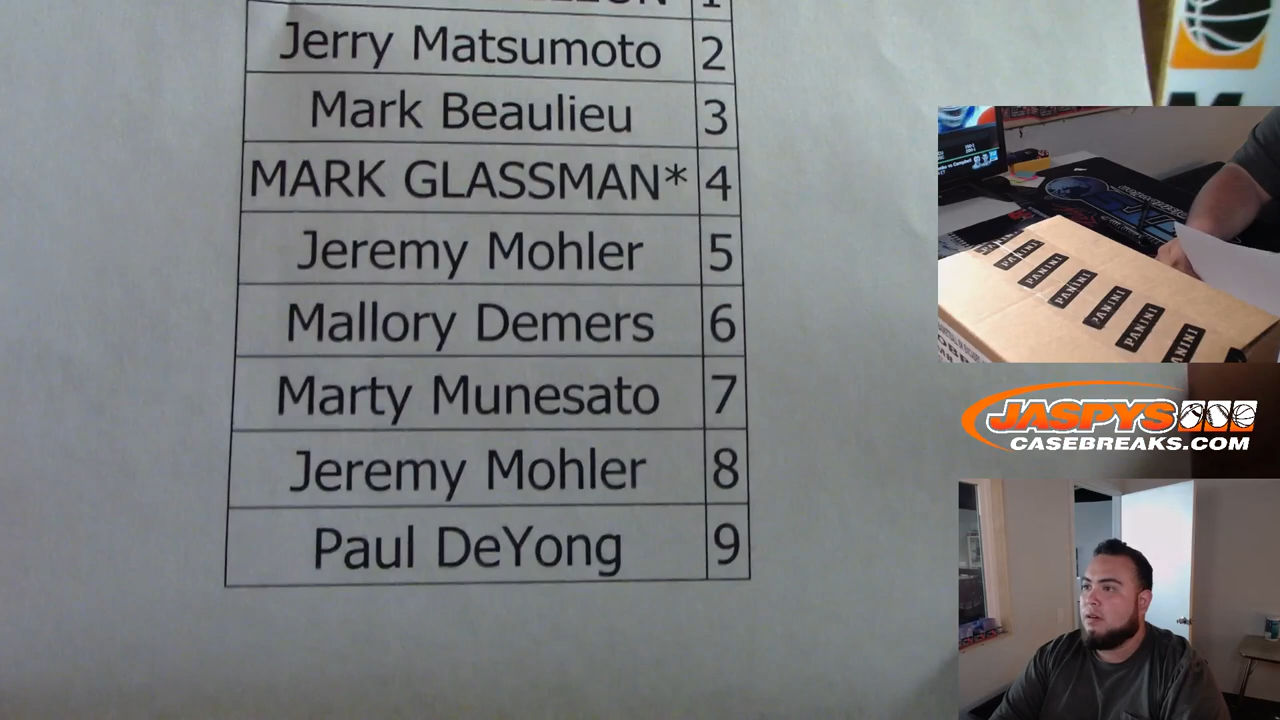 1
Jerry Matsumoto 2
Mark Beaulieu 3
MARK GLASSMAN* 4
Jeremy Mohler 5
Mallory Demers 6
Marty Munesato 7
Jeremy Mohler 8
Paul DeYong 9
PANINI
PANINI
PANINI
PANINI
PANINI
PANINI
JASPYS
CASEBREAKS.COM